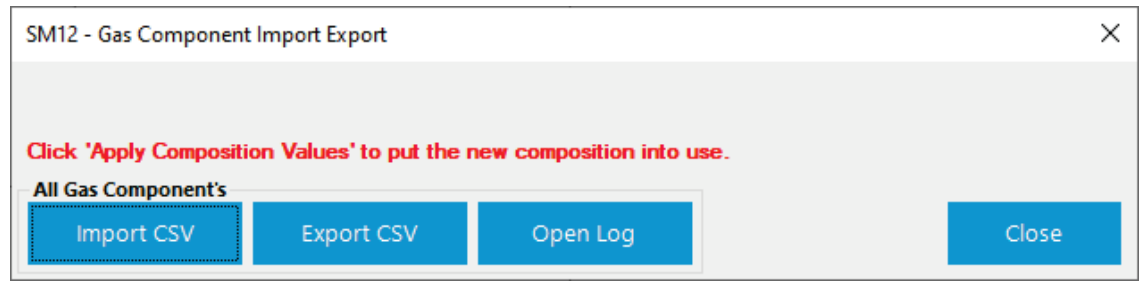 SM12 - Gas Component Import Export
Click 'Apply Composition Values' to put the new composition into use.
All Gas Component's
Import CSV Export CSV Open Log Close